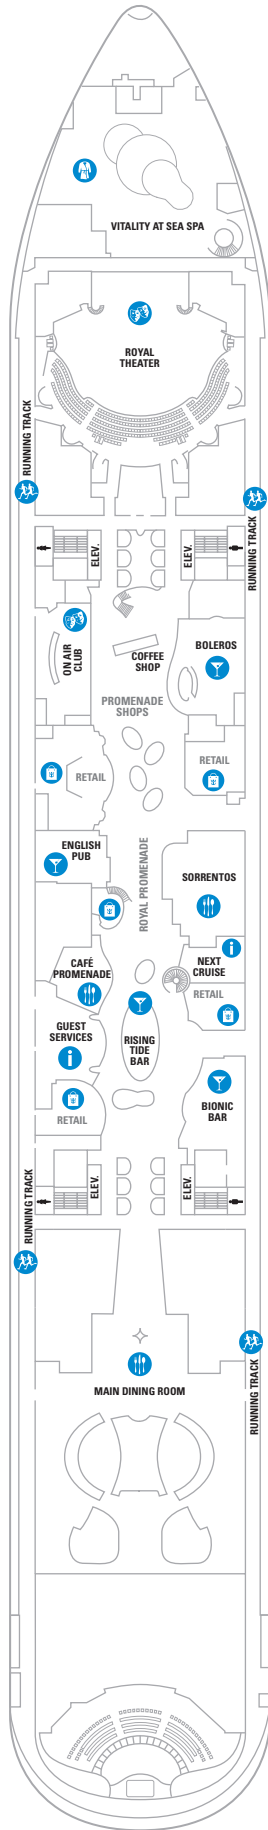 VITALITY AT SEA SPA
ROYAL
THEATER
RUNNING TRACK
RUNNING TRACK
ELEV.
ELEV.
ON AIR
CLUB
COFFEE
SHOP
BOLEROS
PROMENADE
SHOPS
RETAIL
RETAIL
ENGLISH
PUB
ROYAL PROMENADE
SORRENTOS
CAFÉ
PROMENADE
NEXT
CRUISE
RETAIL
GUEST
SERVICES
RISING
TIDE
BAR
RETAIL
BIONIC
BAR
RUNNING TRACK
ELEV.
ELEV.
MAIN DINING ROOM
RUNNING TRACK